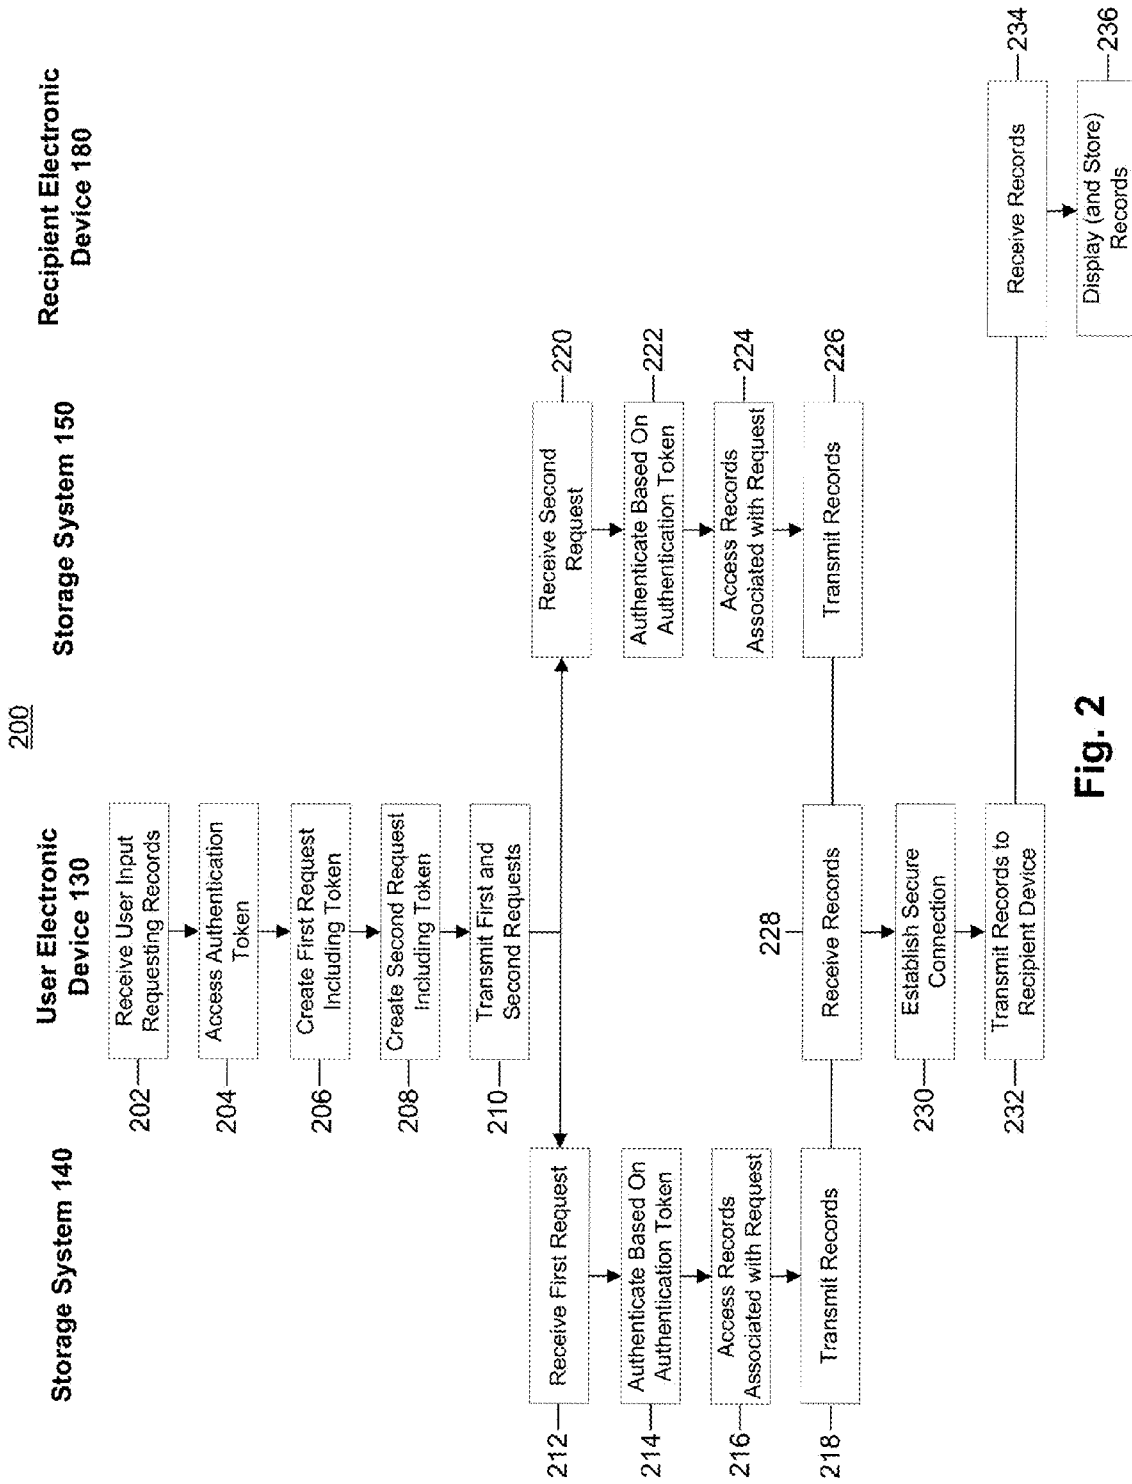 200
Storage System 140
User Electronic
Device 130
Storage System 150
Recipient Electronic
Device 180
202
Receive User Input
Requesting Records
204
Access Authentication
Token
206
Create First Request
Including Token
208
Create Second Request
Including Token
210
Transmit First and
Second Requests
212
Receive First Request
Receive Second
Request
220
214
Authenticate Based On
Authentication Token
Authenticate Based On
Authentication Token
222
216
Access Records
Associated with Request
Access Records
Associated with Request
224
218
Transmit Records
228
Receive Records
Transmit Records
226
230
Establish Secure
Connection
232
Transmit Records to
Recipient Device
Receive Records
234
Display (and Store)
Records
236
Fig. 2